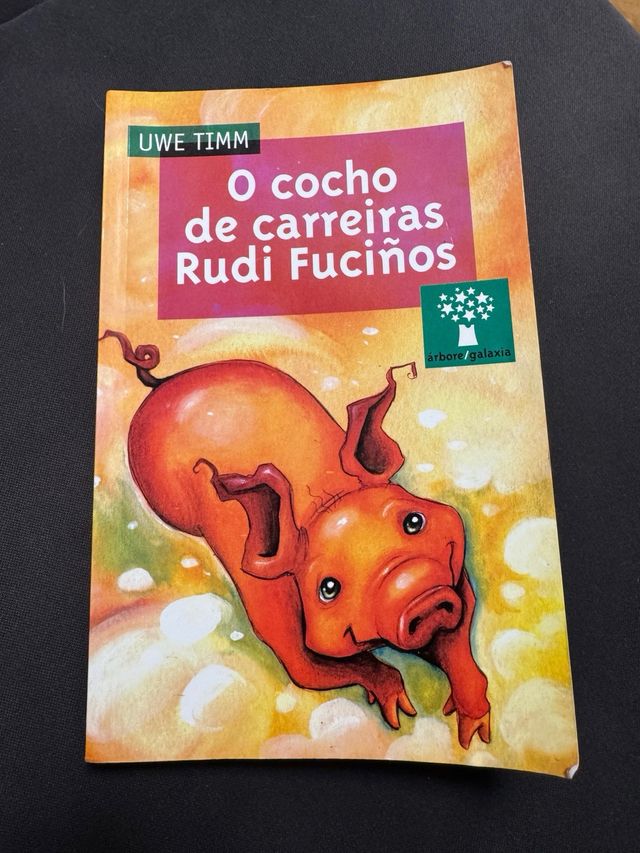 UWE TIMM
O cocho
de carreiras
Rudi Fuciños
árbore/galaxia